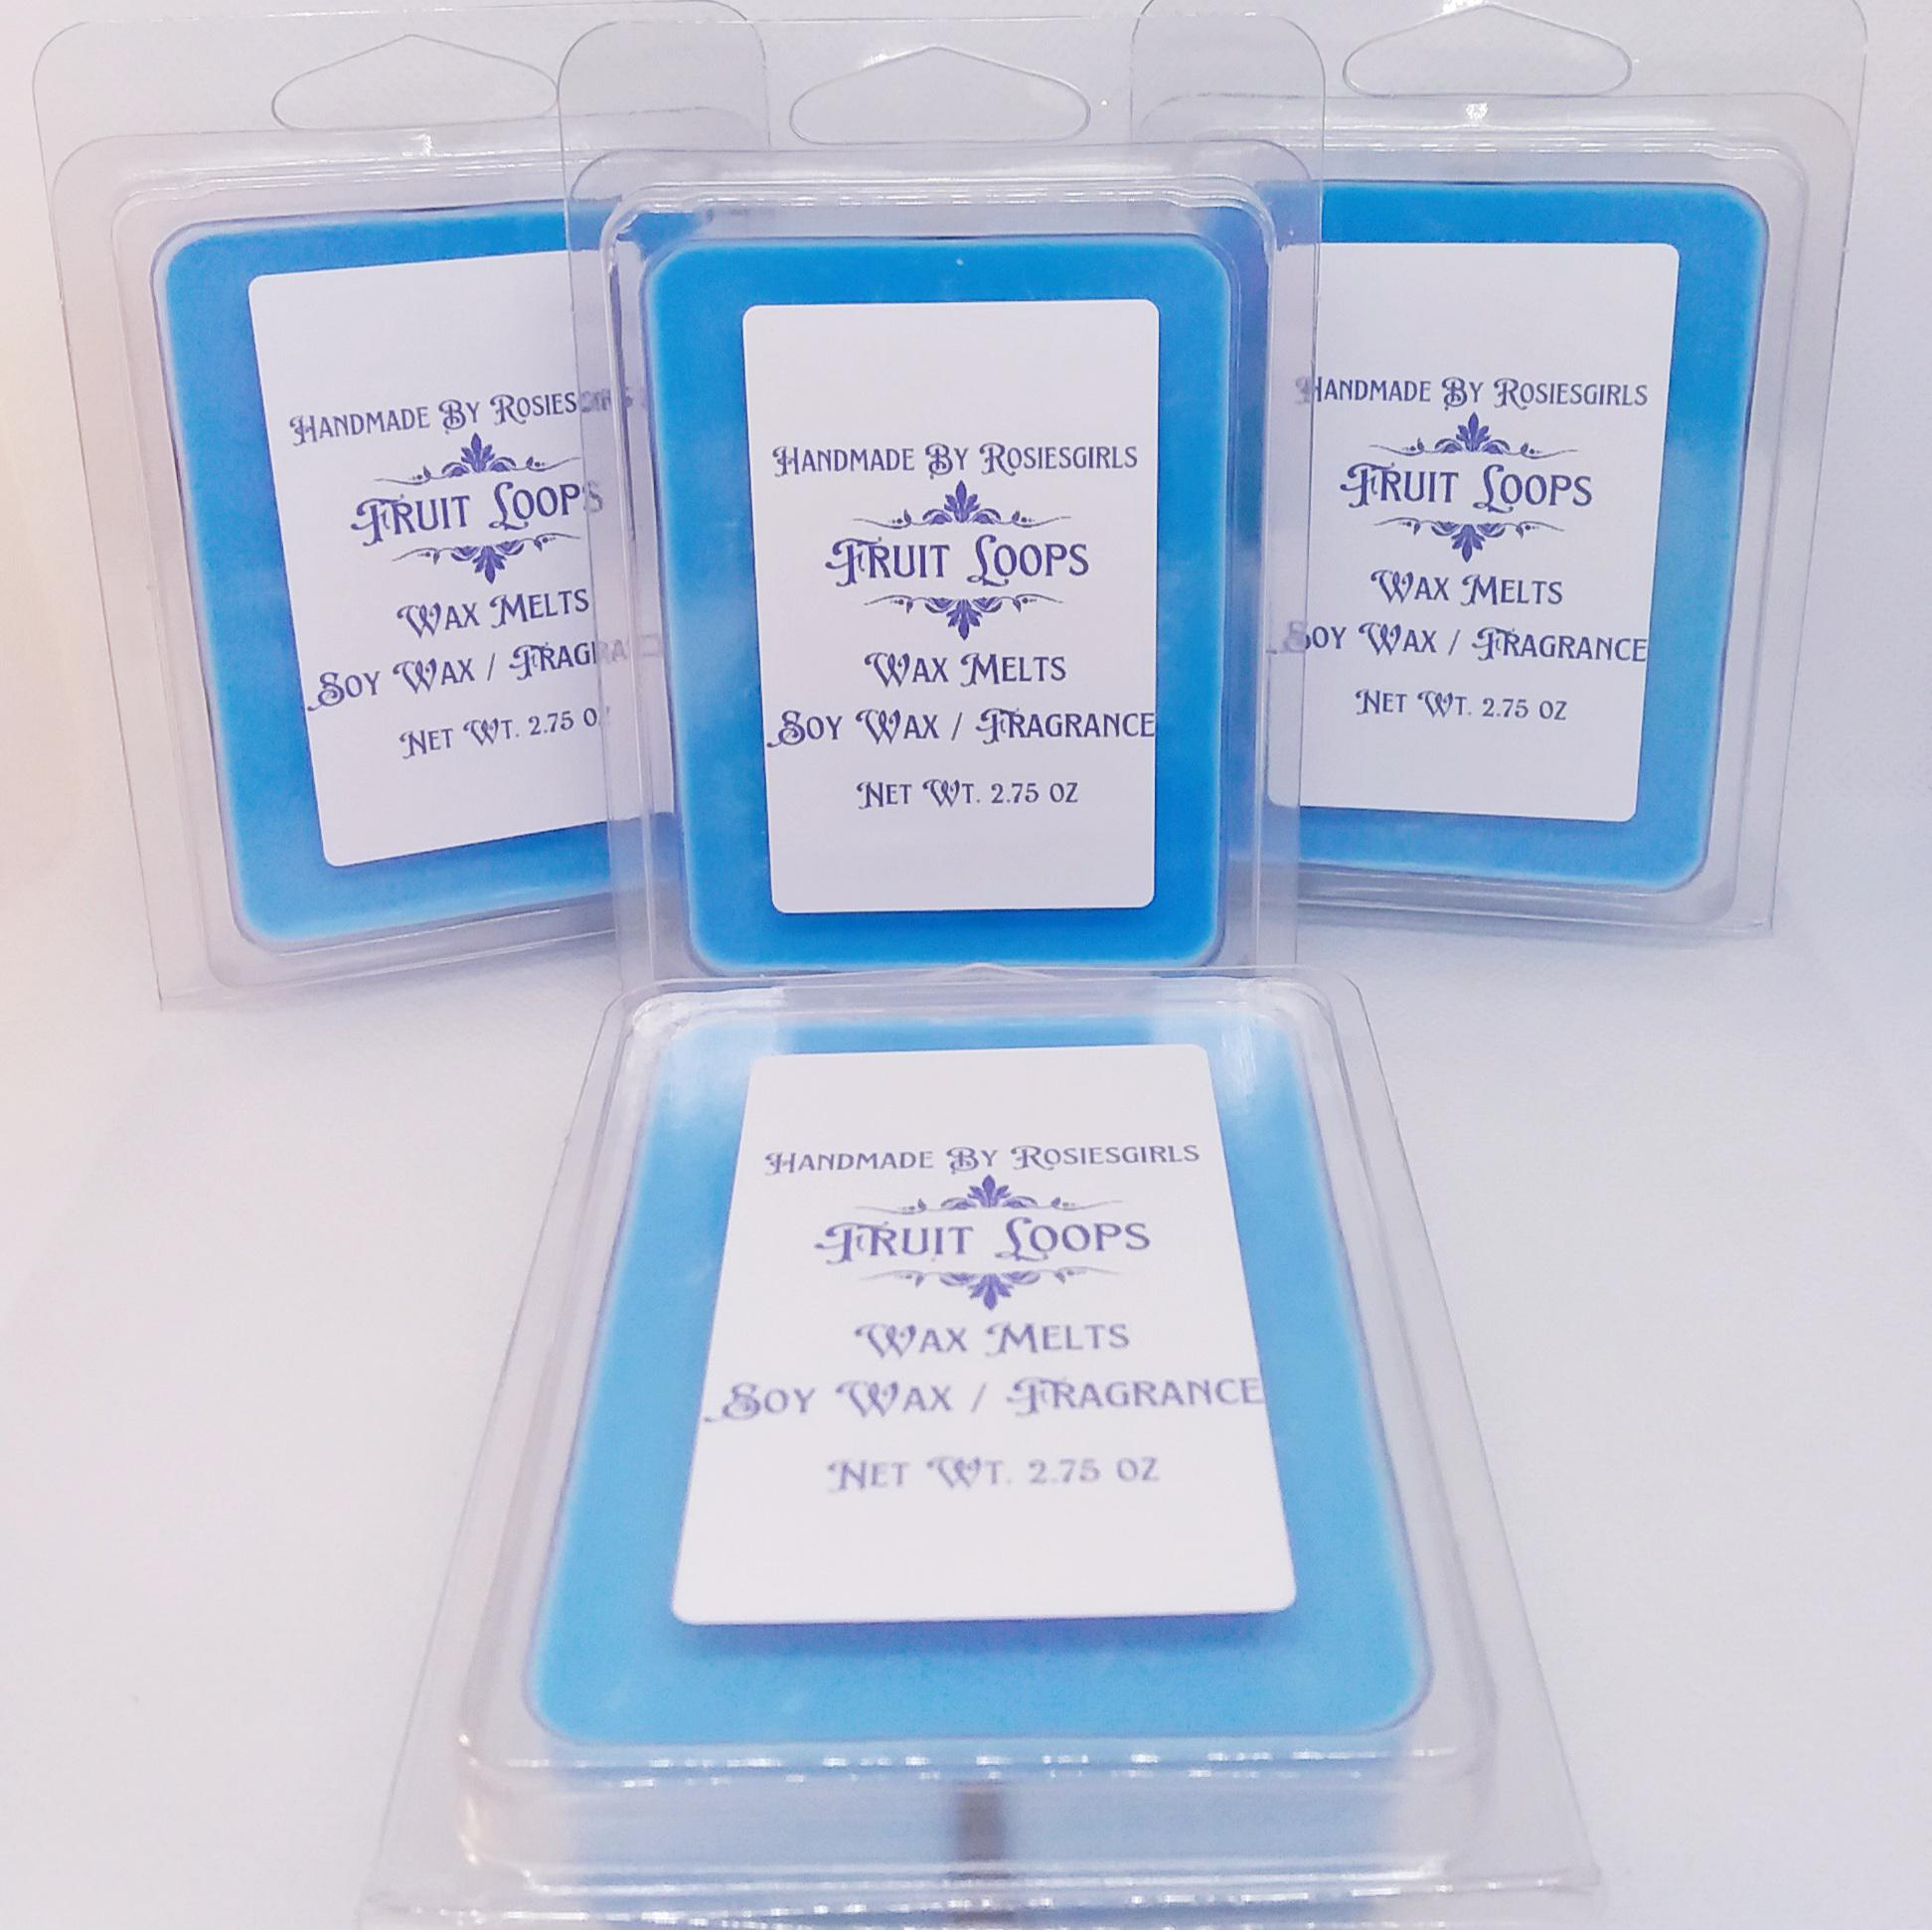 Handmade By Rosies
Fruit Loops
Wax Melts
Soy Wax / Fragra
Net Wt. 2.75 o
Handmade By Rosiesgirls
Fruit Loops
Wax Melts
Soy Wax / Fragrance
Net Wt. 2.75 oz
Handmade By Rosiesgirls
Fruit Loops
Wax Melts
Soy Wax / Fragrance
Net Wt. 2.75 oz
Handmade By Rosiesgirls
Fruit Loops
Wax Melts
Soy Wax / Fragrance
Net Wt. 2.75 oz